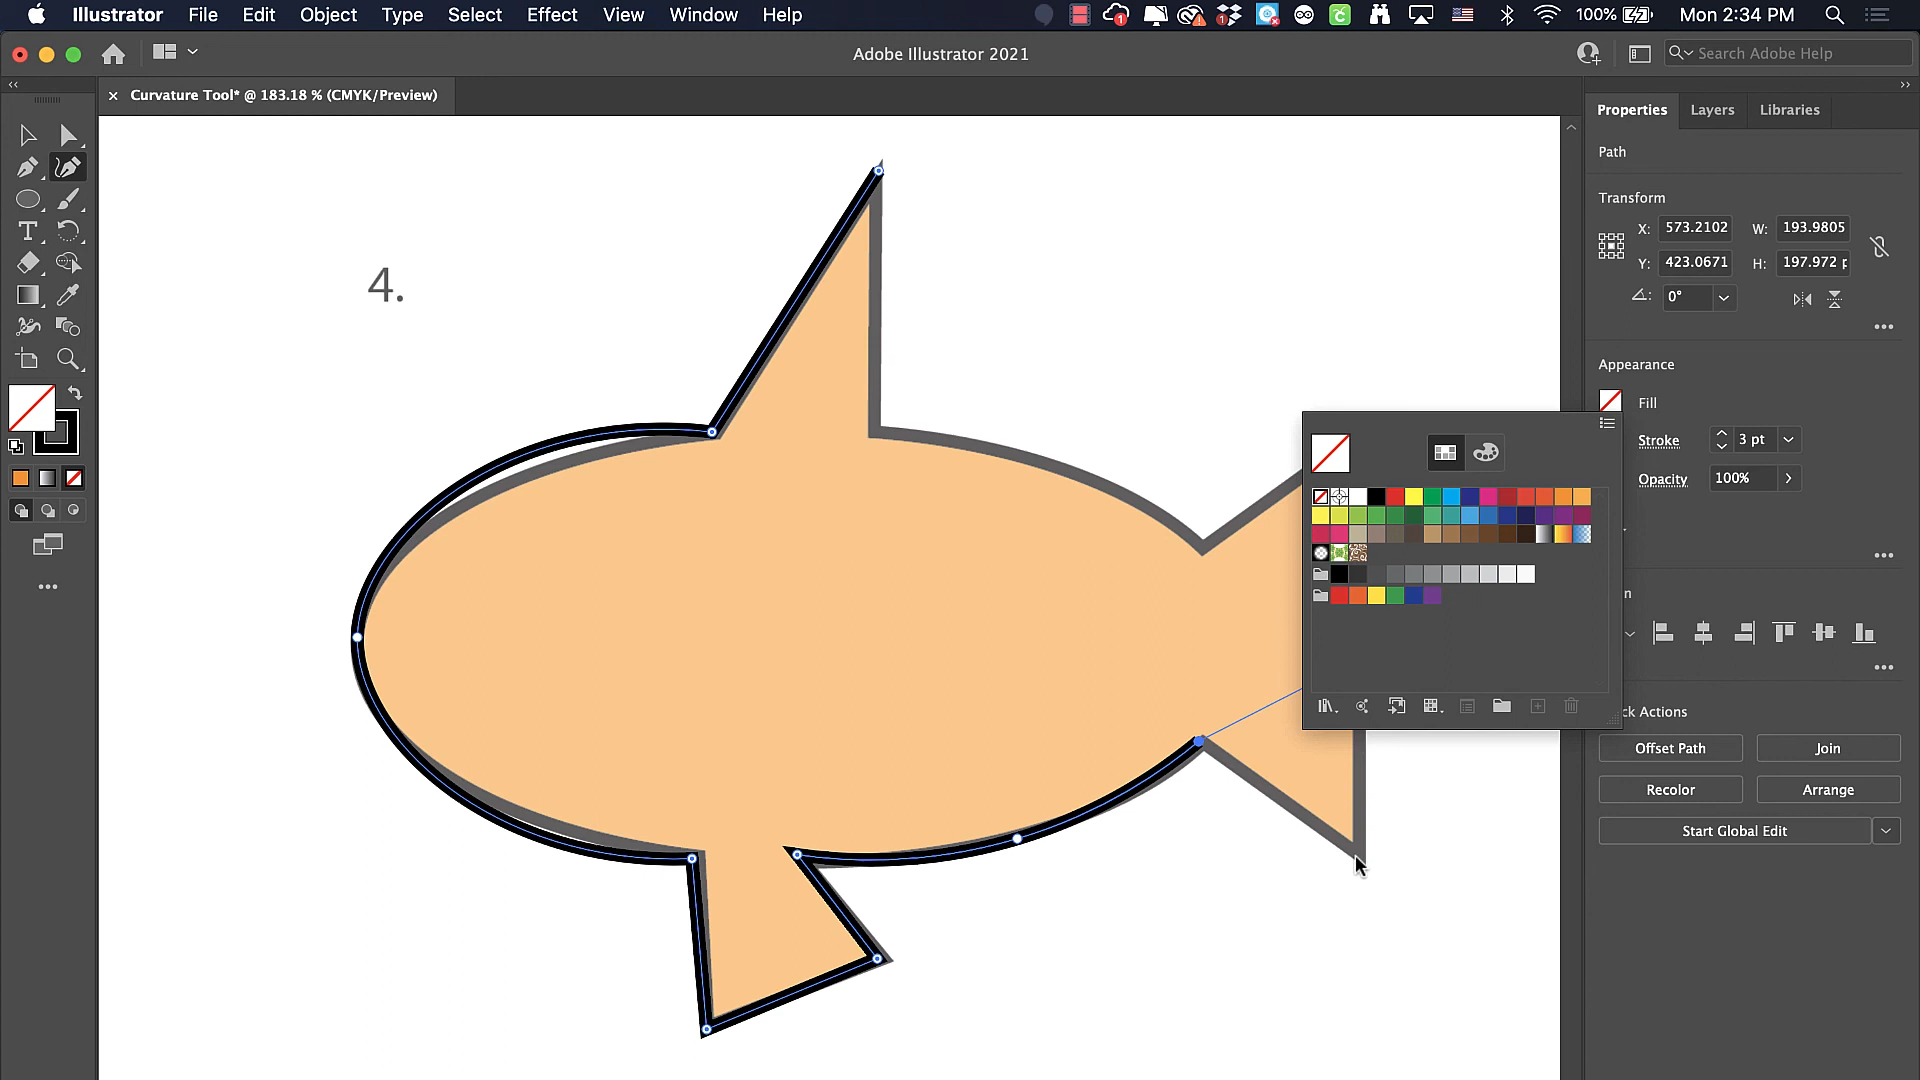 Illustrator File Edit Object Type Select Effect View Window Help
100% Mon 2:34 PM
Adobe Illustrator 2021
Search Adobe Help
× Curvature Tool* @ 183.18 % (CMYK/Preview)
Properties Layers Libraries
Path
Transform
X: 573.2102 W: 193.9805
Y: 423.0671 H: 197.972 p
0°
4.
Appearance
Fill
Stroke 3 pt
Opacity 100%
n
ck Actions
Offset Path Join
Recolor Arrange
Start Global Edit